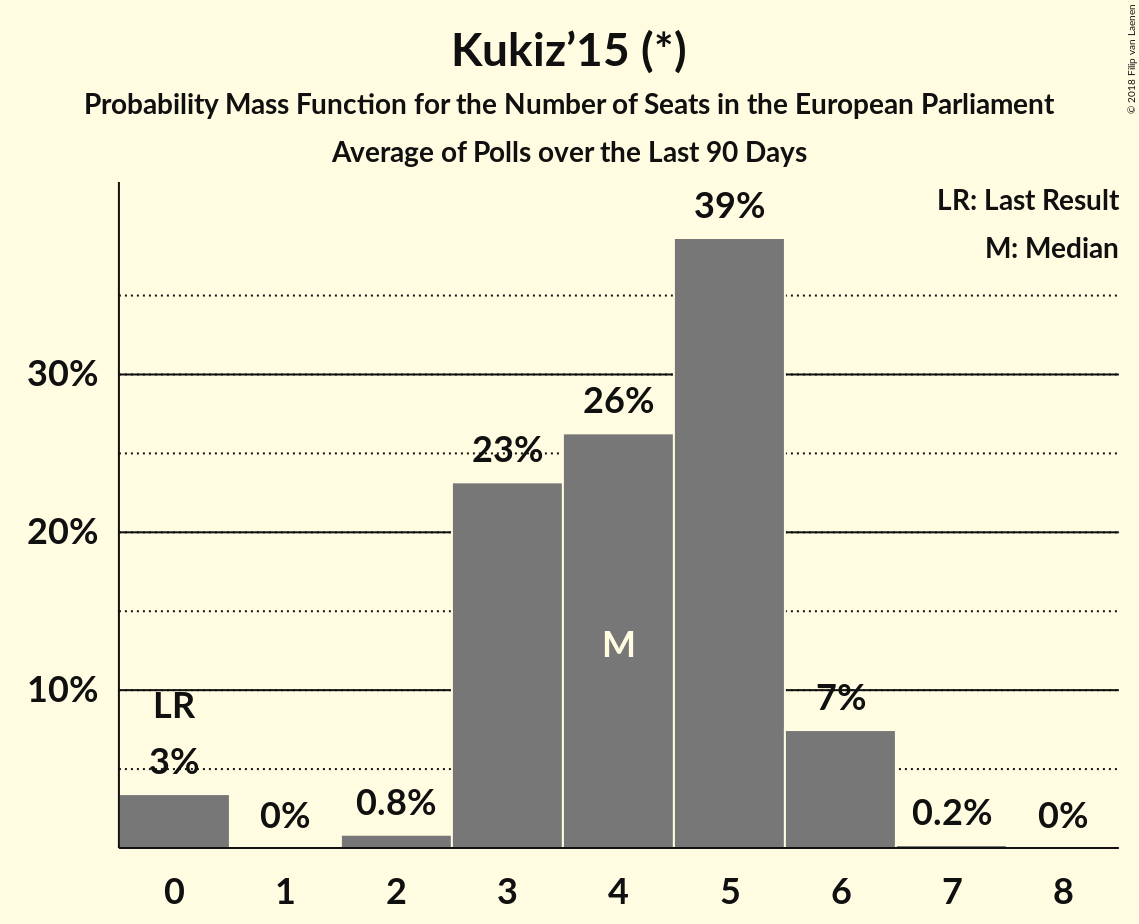 Kukiz’15 (*)
Probability Mass Function for the Number of Seats in the European Parliament
Average of Polls over the Last 90 Days
© 2018 Filip van Laenen
LR: Last Result
M: Median
39%
30%
26%
23%
20%
M
10%
LR
7%
3%
0%
0.8%
0.2%
0%
0 1 2 3 4 5 6 7 8